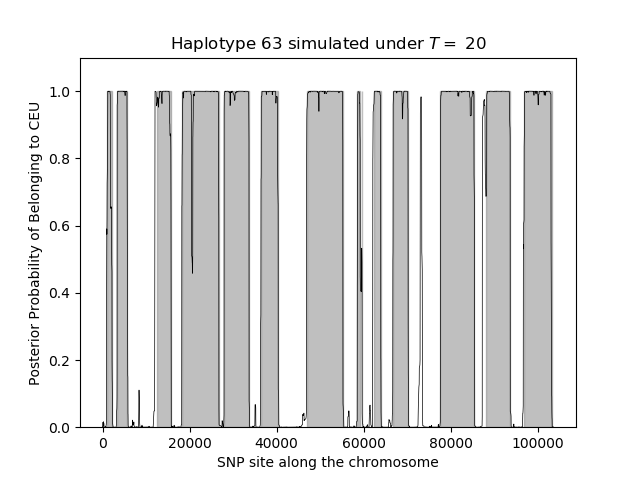 Haplotype 63 simulated under T = 20
Posterior Probability of Belonging to CEU
1.0
0.8
0.6
0.4
0.2
0.0
0 20000 40000 60000 80000 100000
SNP site along the chromosome